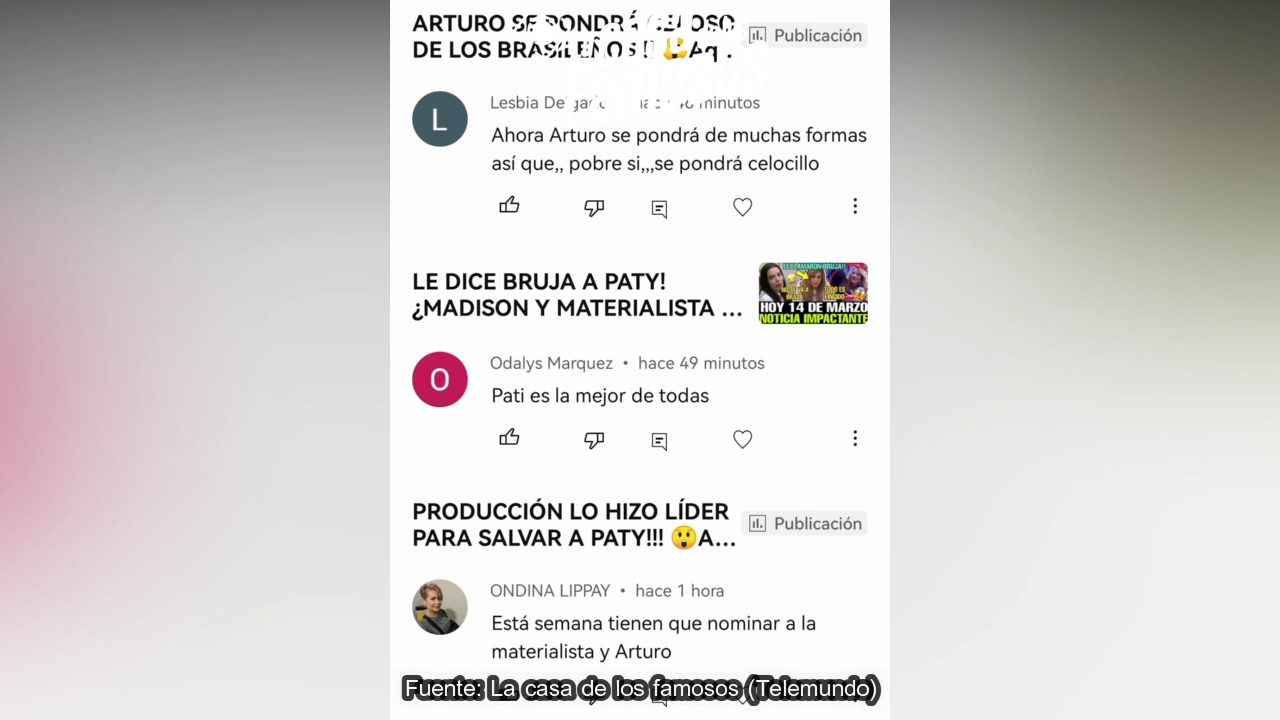 ARTURO SE PONDRÁ CELOSO
DE LOS BRASILEÑOS
Aq
Publicación
L
Lesbia Delgado hace 46 minutos
Ahora Arturo se pondrá de muchas formas
así que,, pobre si,,,se pondrá celocillo
LE DICE BRUJA A PATY!
¿MADISON Y MATERIALISTA ...
LE LLAMARON BRUJA!!
HOY 14 DE MARZO
NOTICIA IMPACTANTE
O
Odalys Marquez • hace 49 minutos
Pati es la mejor de todas
PRODUCCIÓN LO HIZO LÍDER
PARA SALVAR A PATY!!! 😲A...
Publicación
ONDINA LIPPAY • hace 1 hora
Está semana tienen que nominar a la
materialista y Arturo
Fuente: La casa de los famosos (Telemundo)